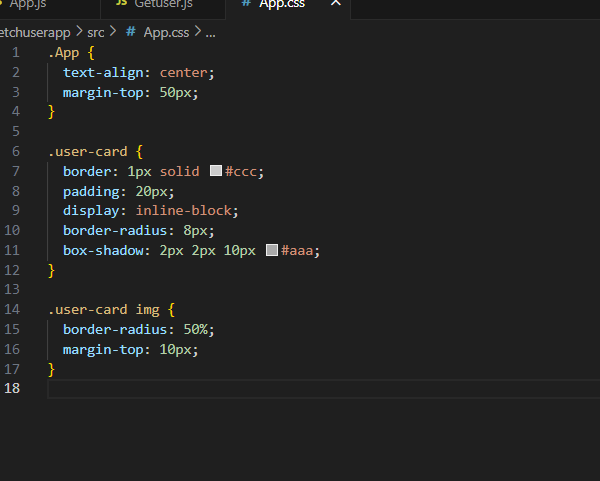 App.js JS Getuser.js # App.css ×
etchuserapp > src > # App.css > ...
1 .App {
2 text-align: center;
3 margin-top: 50px;
4 }
5
6 .user-card {
7 border: 1px solid #ccc;
8 padding: 20px;
9 display: inline-block;
10 border-radius: 8px;
11 box-shadow: 2px 2px 10px #aaa;
12 }
13
14 .user-card img {
15 border-radius: 50%;
16 margin-top: 10px;
17 }
18